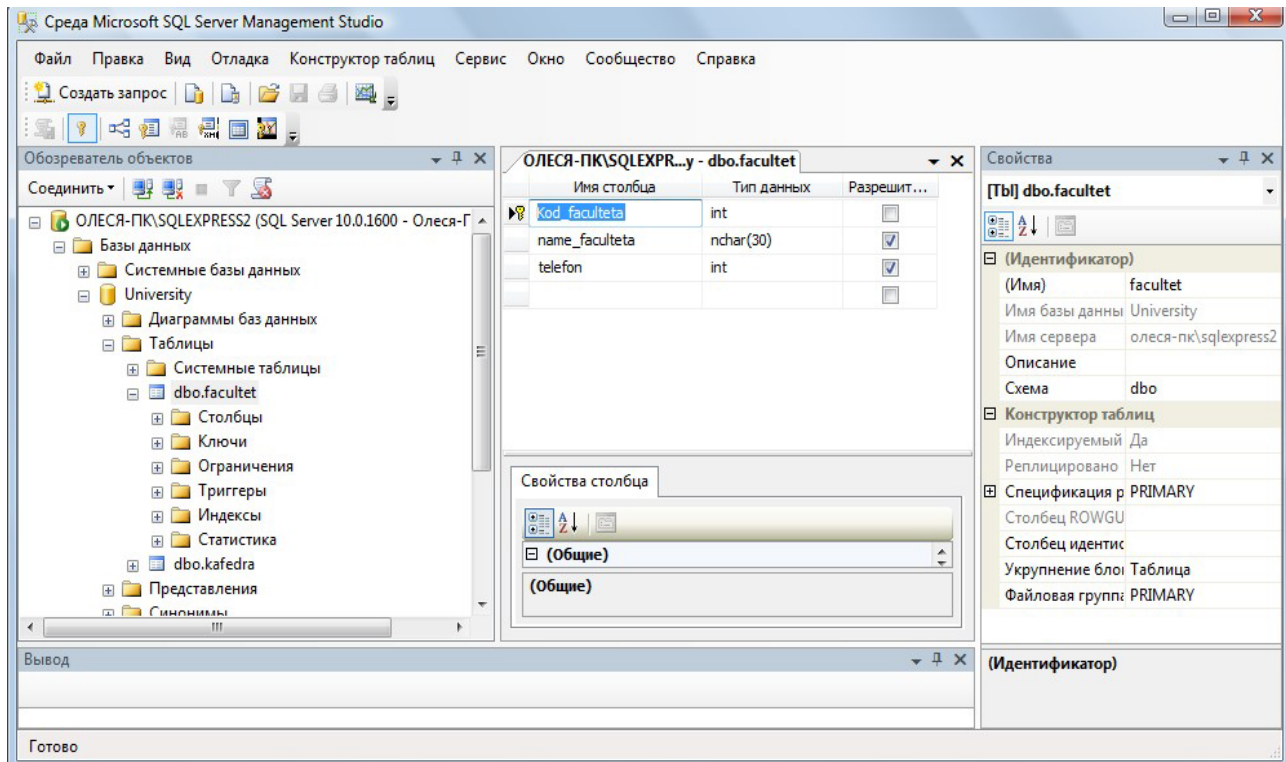 Среда Microsoft SQL Server Management Studio
Файл Правка Вид Отладка Конструктор таблиц Сервис Окно Сообщество Справка
Создать запрос
Обозреватель объектов
Соединить
ОЛЕСЯ-ПК\SQLEXPRESS2 (SQL Server 10.0.1600 - Олеся-Г
Базы данных
Системные базы данных
University
Диаграммы баз данных
Таблицы
Системные таблицы
dbo.facultet
Столбцы
Ключи
Ограничения
Триггеры
Индексы
Статистика
dbo.kafedra
Представления
Синонимы
ОЛЕСЯ-ПК\SQLEXPR...y - dbo.facultet
Имя столбца Тип данных Разрешит...
Kod_faculteta int
name_faculteta nchar(30)
telefon int
Свойства столбца
(Общие)
(Общие)
Свойства
[Tbl] dbo.facultet
(Идентификатор)
(Имя) facultet
Имя базы данны University
Имя сервера олеся-пк\sqlexpress2
Описание
Схема dbo
Конструктор таблиц
Индексируемый Да
Реплицировано Нет
Спецификация р PRIMARY
Столбец ROWGU
Столбец идентис
Укрупнение блоı Таблица
Файловая группа PRIMARY
(Идентификатор)
Вывод
Готово